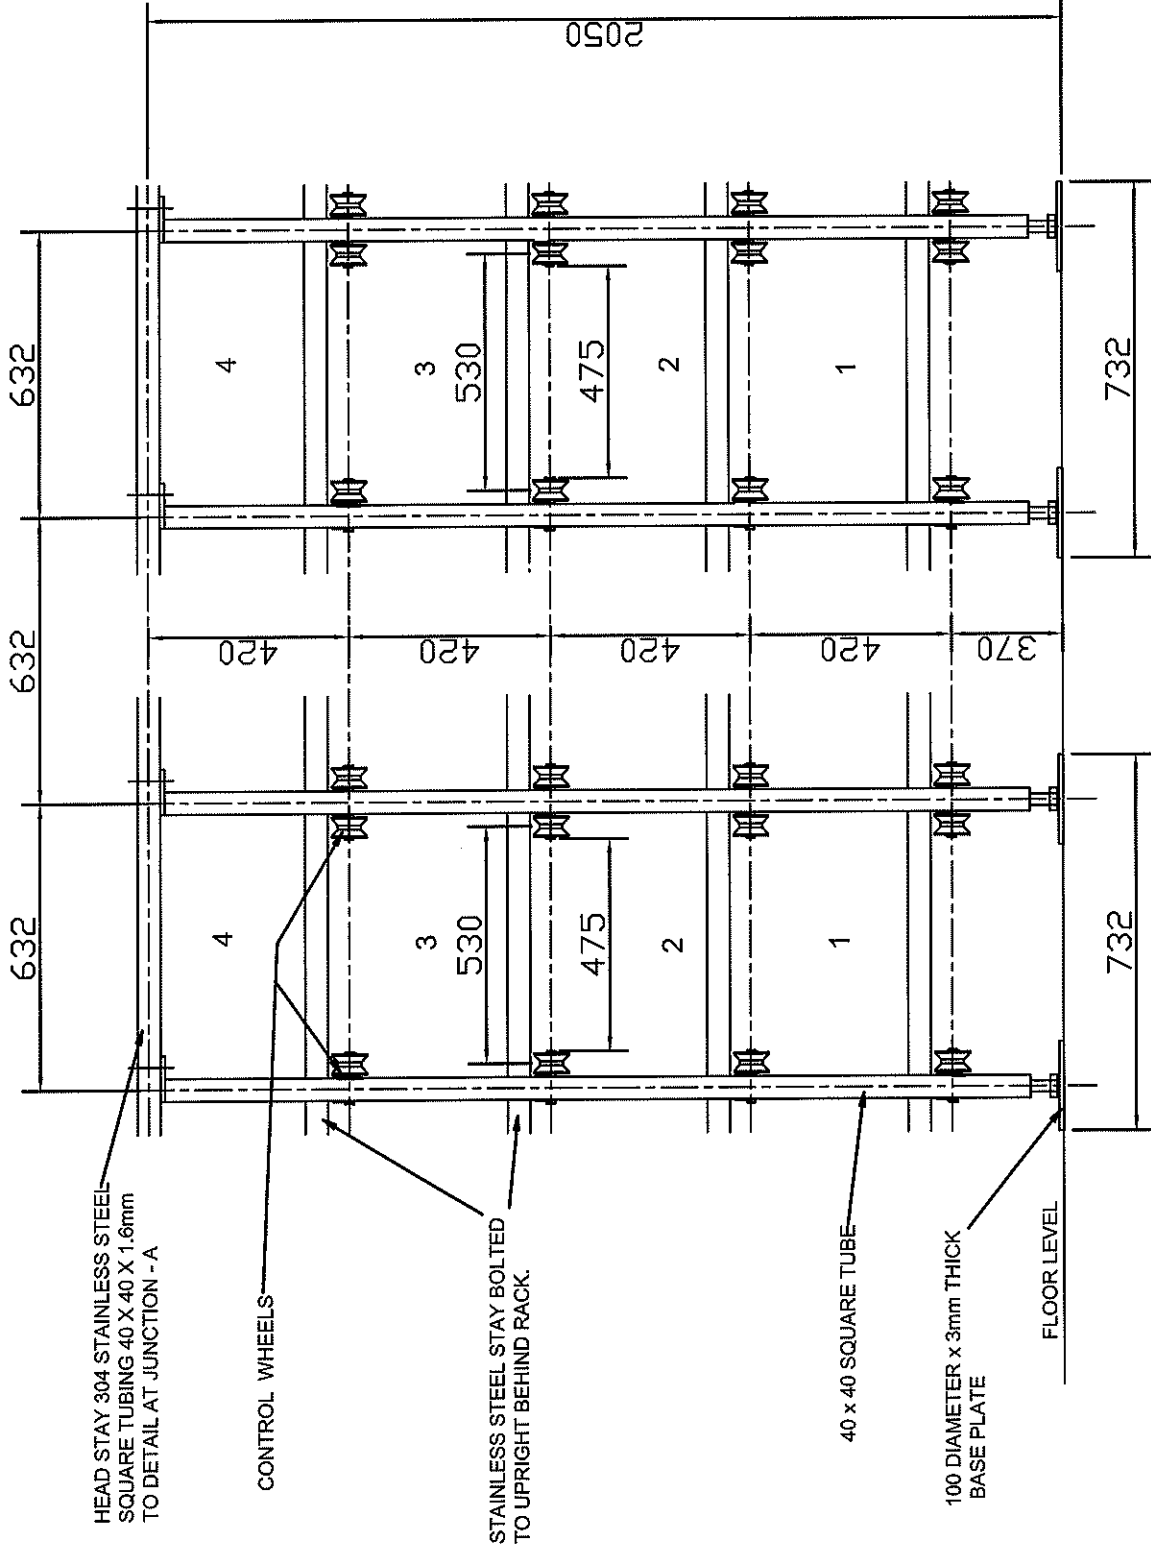 632
632
632
HEAD STAY 304 STAINLESS STEEL
SQUARE TUBING 40 X 40 X 1.6mm
TO DETAIL AT JUNCTION - A
CONTROL WHEELS
STAINLESS STEEL STAY BOLTED
TO UPRIGHT BEHIND RACK.
40 x 40 SQUARE TUBE
100 DIAMETER x 3mm THICK
BASE PLATE
FLOOR LEVEL
4
3
530
475
2
1
732
420
420
420
420
370
4
3
530
475
2
1
732
2050